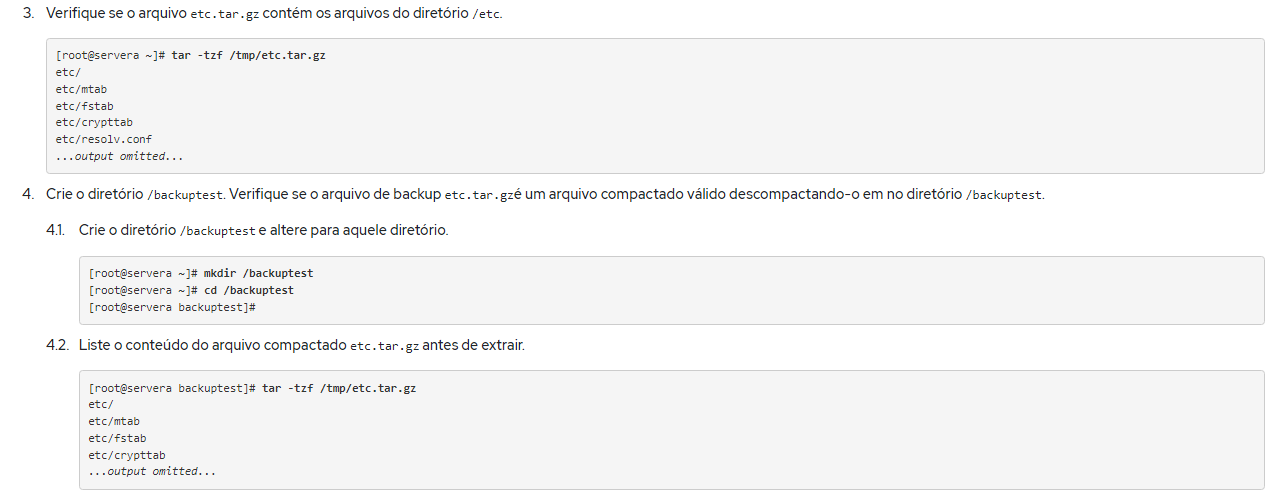 3. Verifique se o arquivo etc.tar.gz contém os arquivos do diretório /etc.
[root@servera ~]# tar -tzf /tmp/etc.tar.gz
etc/
etc/mtab
etc/fstab
etc/crypttab
etc/resolv.conf
...output omitted...
4. Crie o diretório /backuptest. Verifique se o arquivo de backup etc.tar.gzé um arquivo compactado válido descompactando-o em no diretório /backuptest.
4.1. Crie o diretório /backuptest e altere para aquele diretório.
[root@servera ~]# mkdir /backuptest
[root@servera ~]# cd /backuptest
[root@servera backuptest]#
4.2. Liste o conteúdo do arquivo compactado etc.tar.gz antes de extrair.
[root@servera backuptest]# tar -tzf /tmp/etc.tar.gz
etc/
etc/mtab
etc/fstab
etc/crypttab
...output omitted...